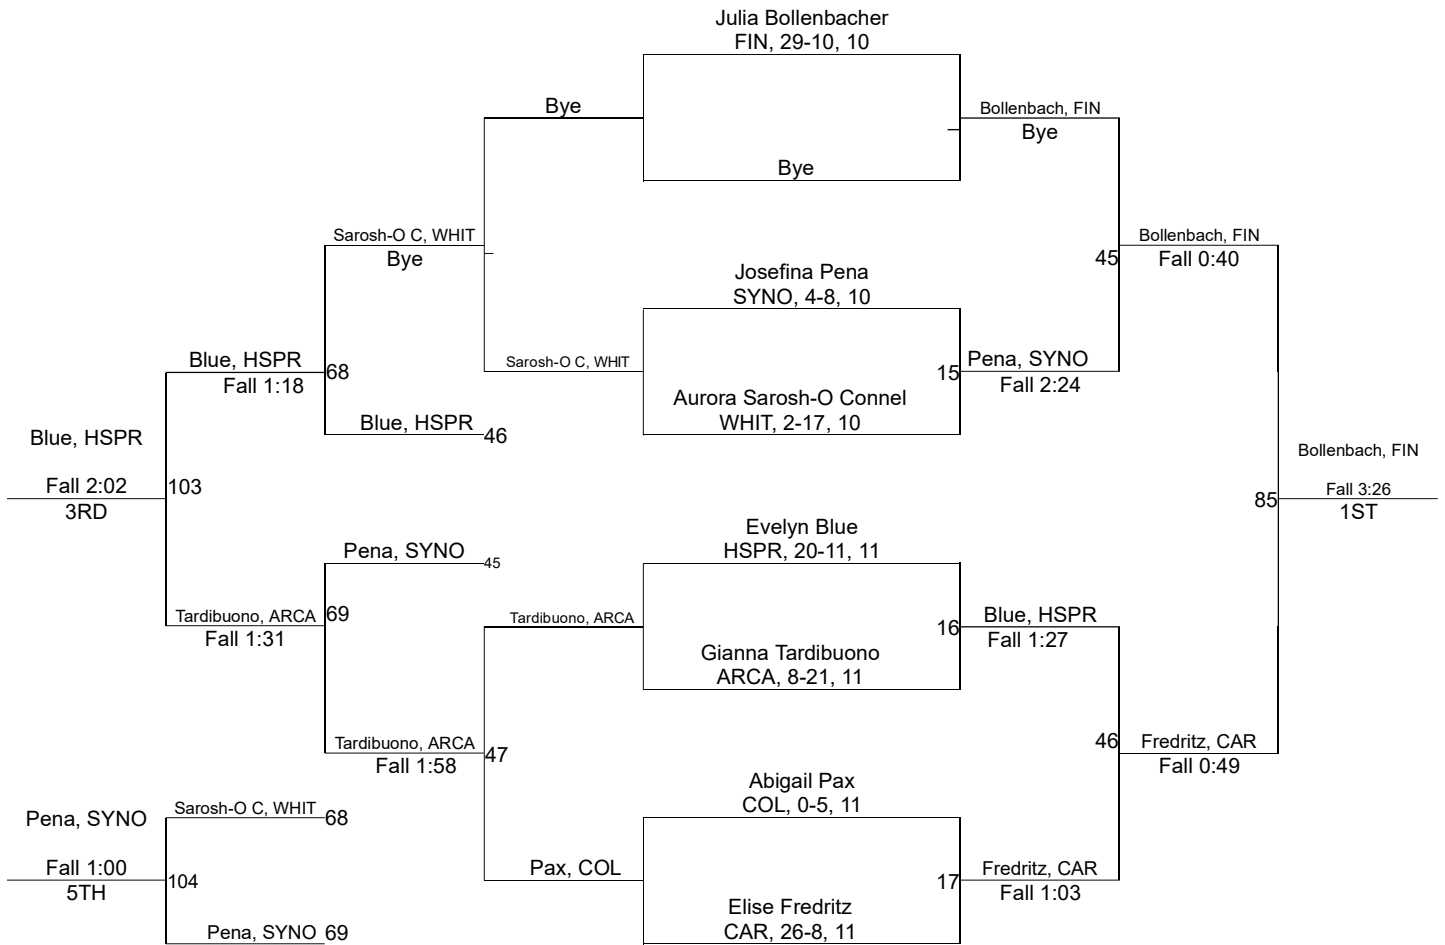 Julia Bollenbacher
FIN, 29-10, 10
Bye
Bollenbach, FIN
Bye
Bye
Sarosh-O C, WHIT
Bye
Bollenbach, FIN
45
Fall 0:40
Josefina Pena
SYNO, 4-8, 10
Blue, HSPR
68
Fall 1:18
Sarosh-O C, WHIT
15
Pena, SYNO
Fall 2:24
Aurora Sarosh-O Connel
WHIT, 2-17, 10
Blue, HSPR
46
Blue, HSPR
Fall 2:02
103
3RD
Bollenbach, FIN
85
Fall 3:26
1ST
Evelyn Blue
HSPR, 20-11, 11
Pena, SYNO
45
Tardibuono, ARCA
69
Fall 1:31
Tardibuono, ARCA
16
Blue, HSPR
Fall 1:27
Gianna Tardibuono
ARCA, 8-21, 11
Tardibuono, ARCA
47
Fall 1:58
46
Fredritz, CAR
Fall 0:49
Abigail Pax
COL, 0-5, 11
Pena, SYNO
Sarosh-O C, WHIT
68
Fall 1:00
104
5TH
Pax, COL
17
Fredritz, CAR
Fall 1:03
Elise Fredritz
CAR, 26-8, 11
Pena, SYNO
69